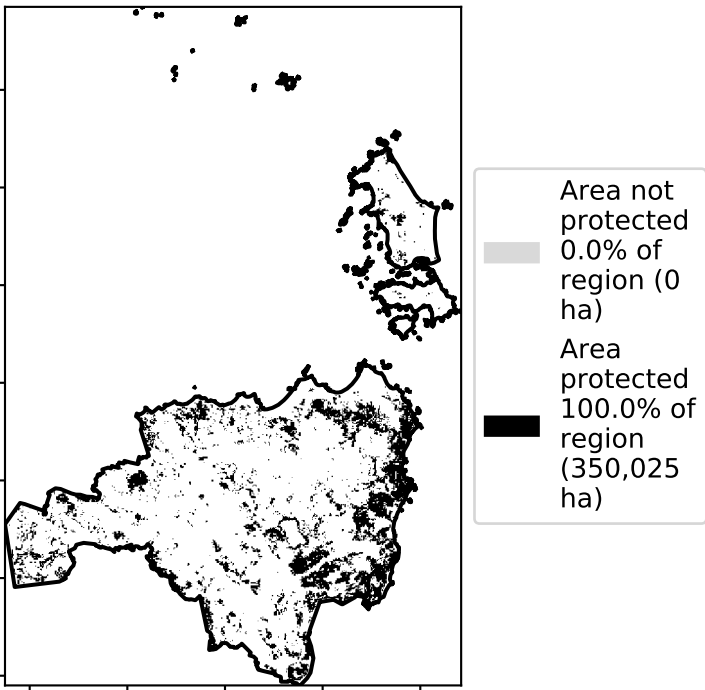 Area not
protected
0.0% of
region (0
ha)
Area
protected
100.0% of
region
(350,025
ha)